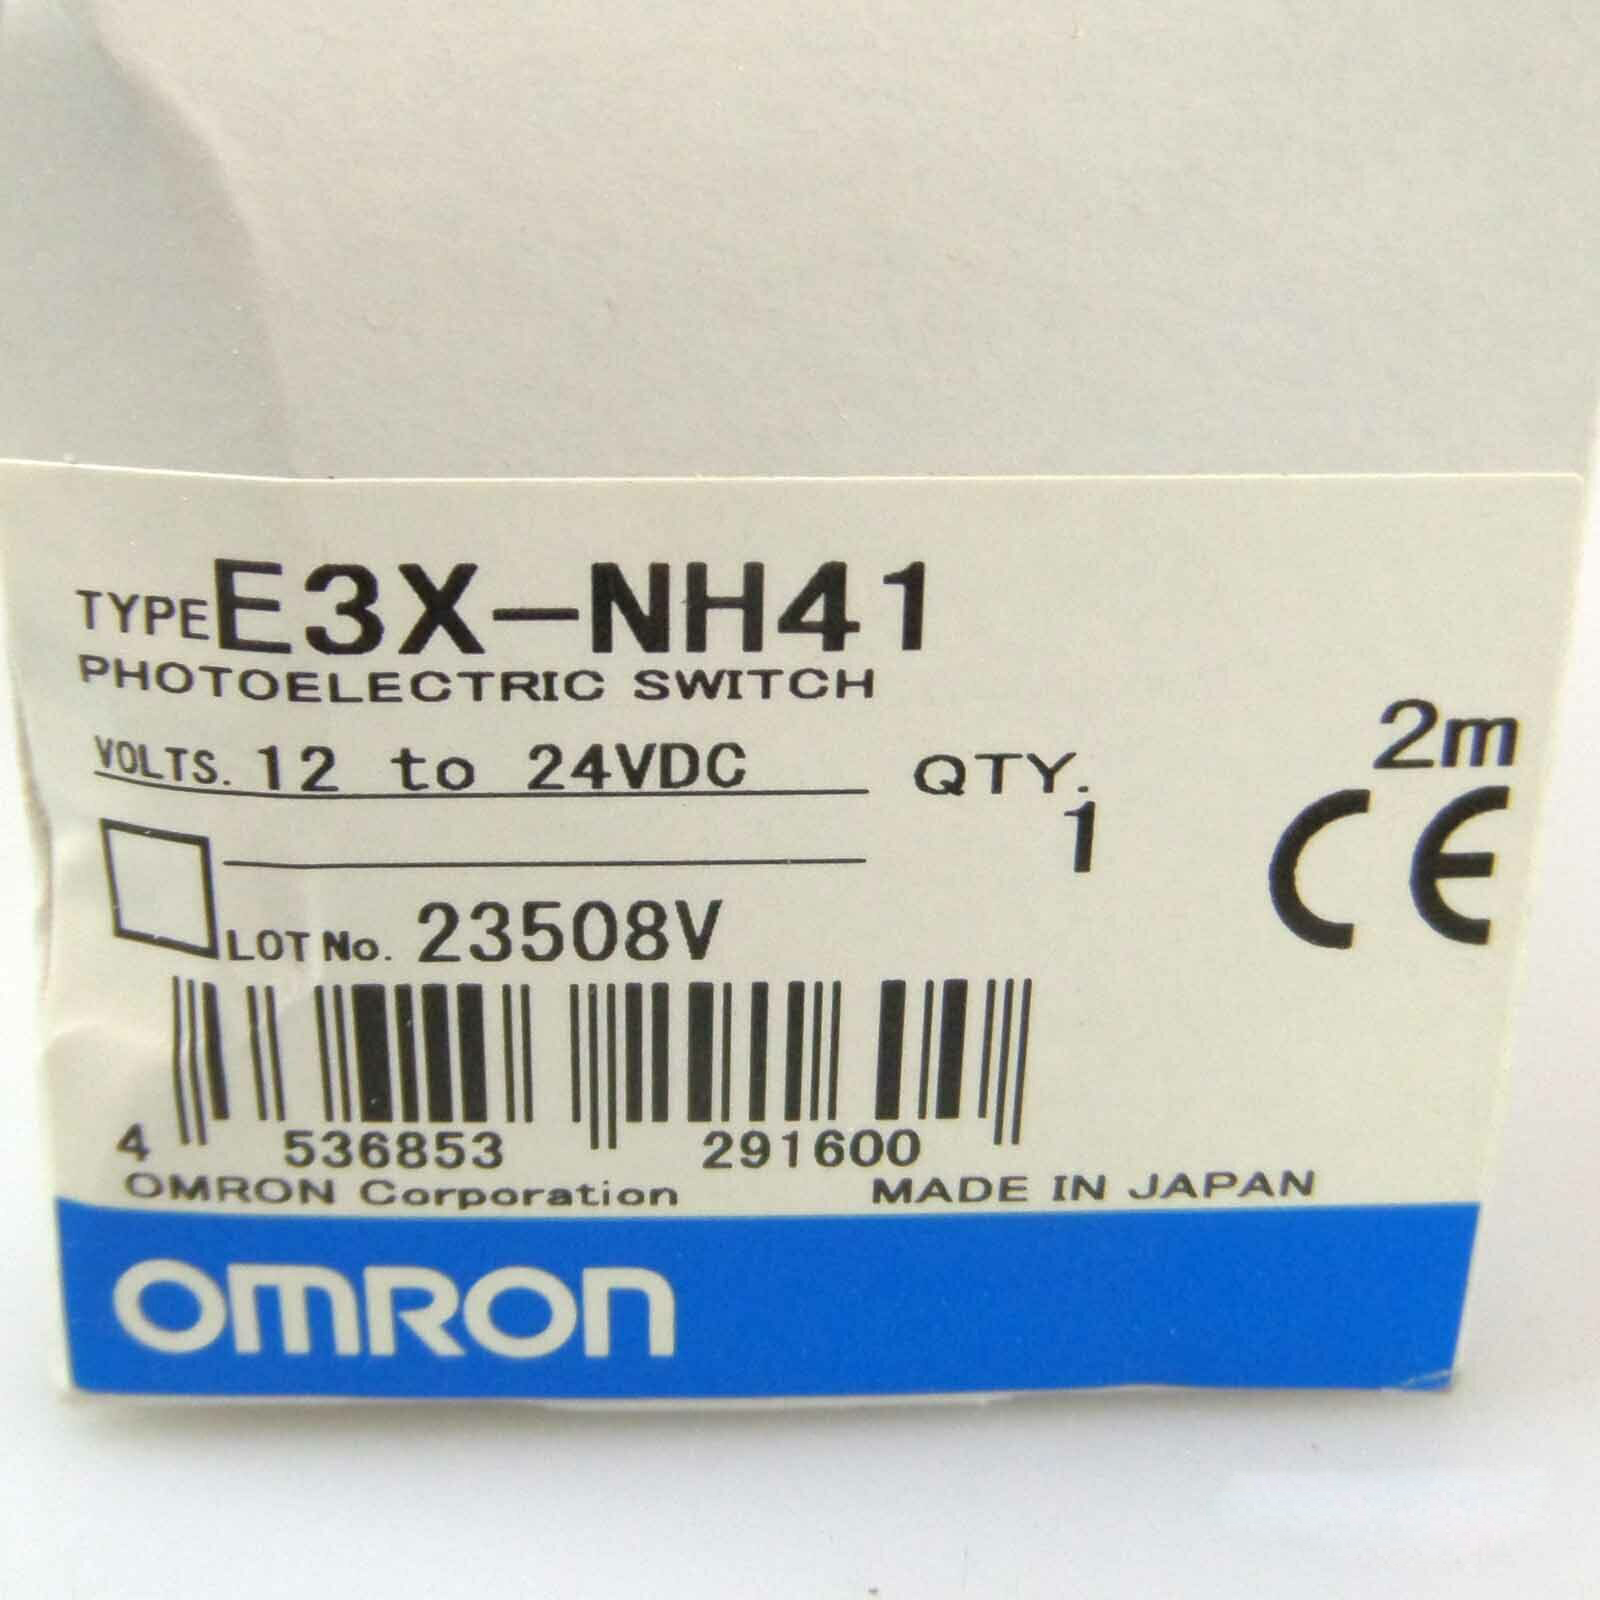 TYPE E3X-NH41
PHOTOELECTRIC SWITCH
VOLTS. 12 to 24VDC
QTY. 1
2m
CE
LOT No. 23508V
4 536853 291600
OMRON Corporation MADE IN JAPAN
OMRON